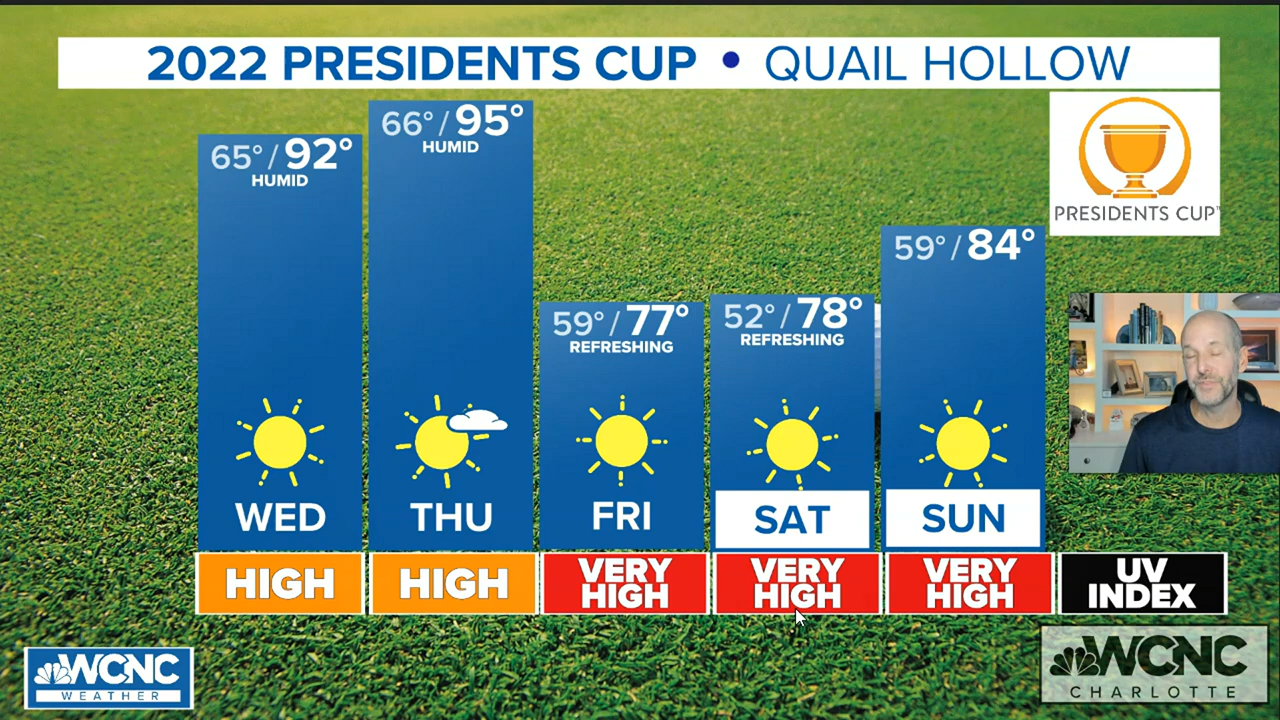 2022 PRESIDENTS CUP • QUAIL HOLLOW
65°/92°
HUMID
66°/95°
HUMID
59°/77°
REFRESHING
52°/78°
REFRESHING
59°/84°
PRESIDENTS CUP
WED
THU
FRI
SAT
SUN
HIGH
HIGH
VERY
HIGH
VERY
HIGH
VERY
HIGH
UV
INDEX
WCNC
WEATHER
WCNC
CHARLOTTE